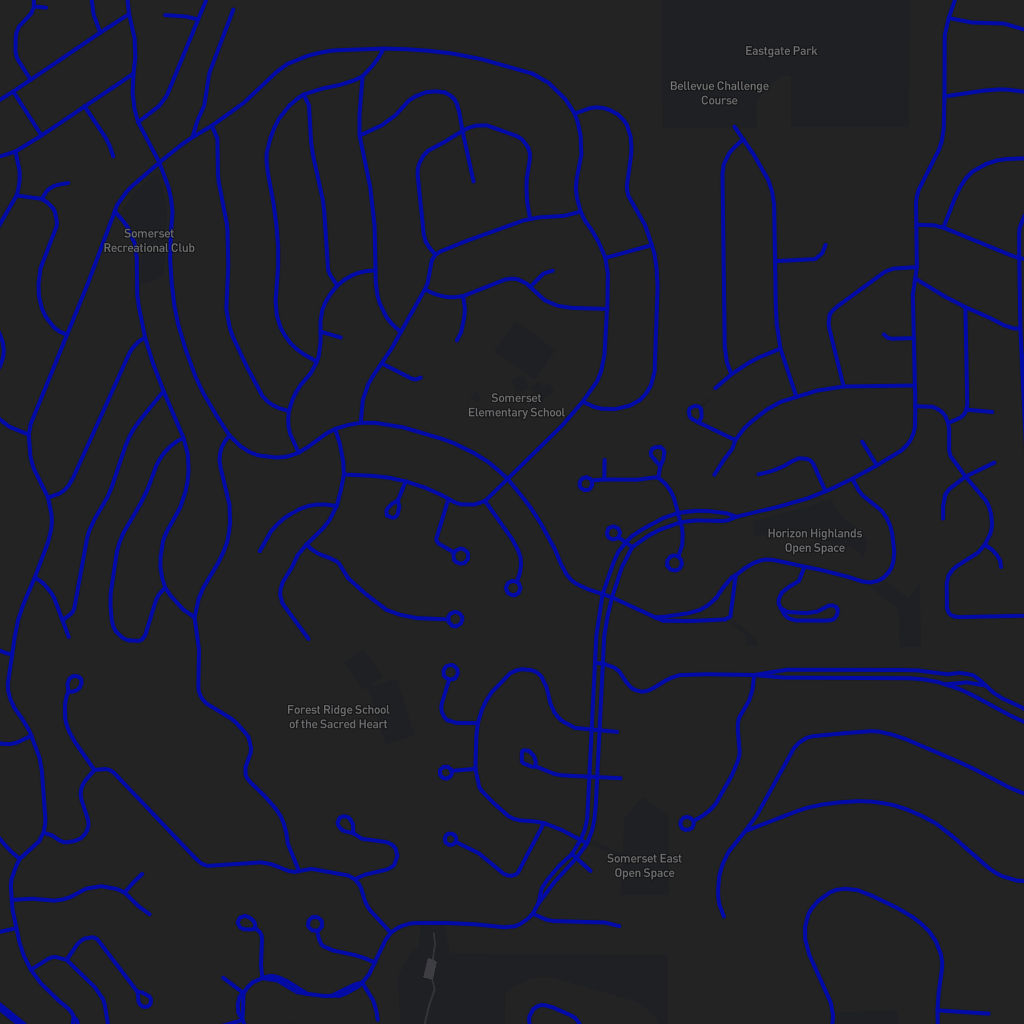 Eastgate Park
Bellevue Challenge
Course
Somerset
Recreational Club
Somerset
Elementary School
Horizon Highlands
Open Space
Forest Ridge School
of the Sacred Heart
Somerset East
Open Space